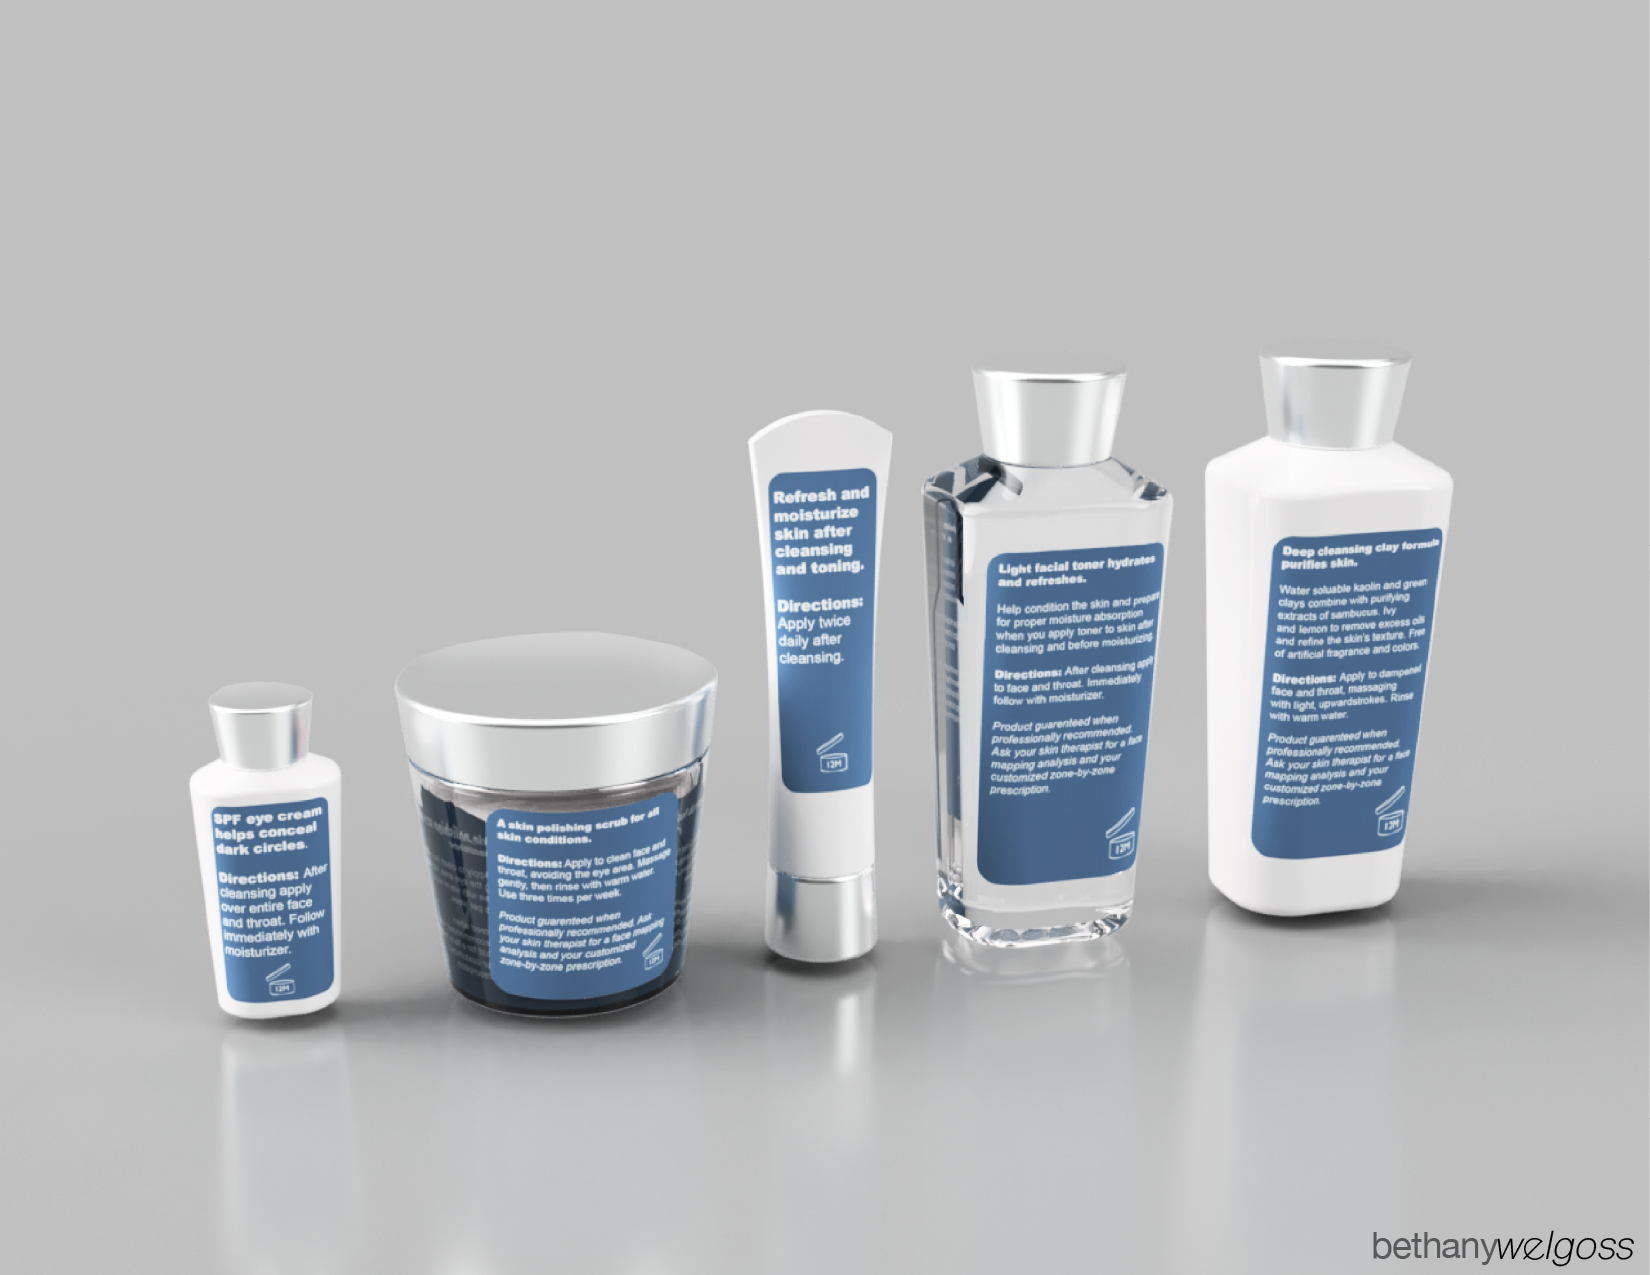 SPF eye cream
helps conceal
dark circles.
Directions: After
cleansing apply
over entire face
and throat. Follow
immediately with
moisturizer.
12M
A skin polishing scrub for all
skin conditions.
Directions: Apply to clean face and
throat, avoiding the eye area. Massage
gently, then rinse with warm water.
Use three times per week.
Product guarenteed when
professionally recommended. Ask
your skin therapist for a face mapping
analysis and your customized
zone-by-zone prescription.
12M
Refresh and
moisturize
skin after
cleansing
and toning.
Directions:
Apply twice
daily after
cleansing.
12M
Light facial toner hydrates
and refreshes.
Help condition the skin and prepare
for proper moisture absorption
when you apply toner to skin after
cleansing and before moisturizing.
Directions: After cleansing apply
to face and throat. Immediately
follow with moisturizer.
Product guarenteed when
professionally recommended.
Ask your skin therapist for a face
mapping analysis and your
customized zone-by-zone
prescription.
12M
Deep cleansing clay formula
purifies skin.
Water soluable kaolin and green
clays combine with purifying
extracts of sambucus. Ivy
and lemon to remove excess oils
and refine the skin's texture. Free
of artificial fragrance and colors.
Directions: Apply to dampened
face and throat, massaging
with light, upwardstrokes. Rinse
with warm water.
Product guarenteed when
professionally recommended.
Ask your skin therapist for a face
mapping analysis and your
customized zone-by-zone
prescription.
12M
bethanywelgoss